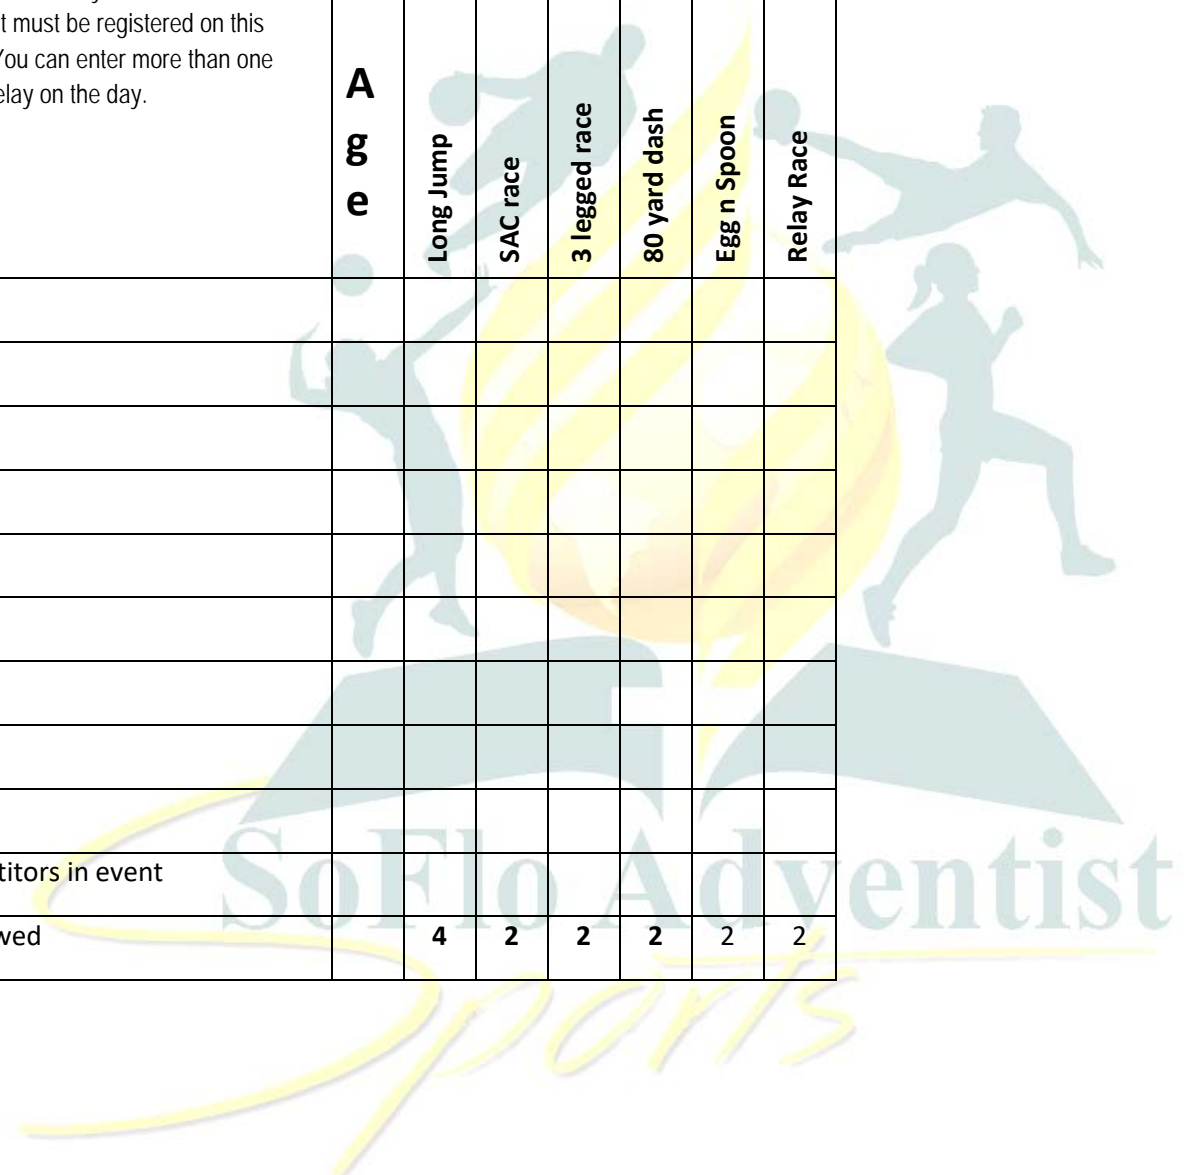 t must be registered on this
You can enter more than one
elay on the day.
Age
Long Jump
SAC race
3 legged race
80 yard dash
Egg n Spoon
Relay Race
titors in event
wed 4 2 2 2 2 2
SoFlo Adventist
Sports